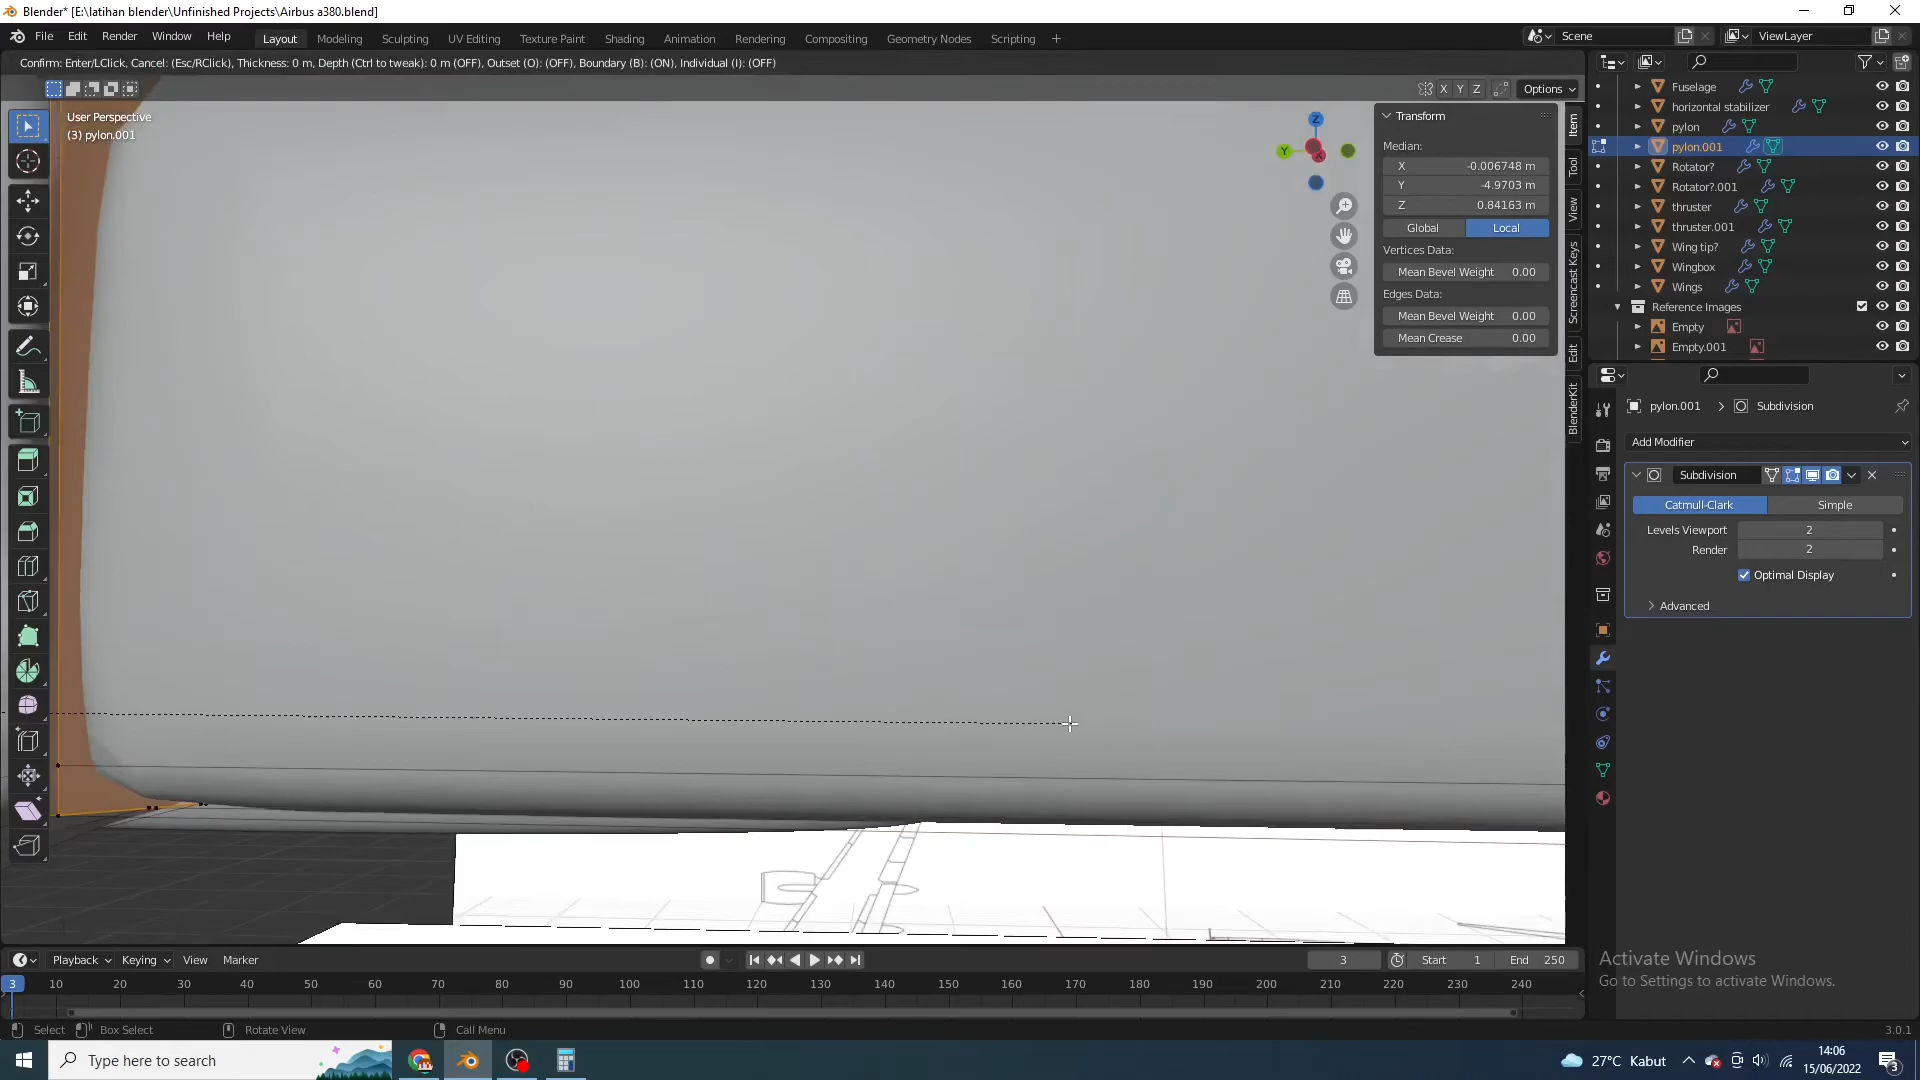 Blender* [E:\latihan blender\Unfinished Projects\Airbus a380.blend]
File Edit Render Window Help Layout Modeling Sculpting UV Editing Texture Paint Shading Animation Rendering Compositing Geometry Nodes Scripting + Scene ViewLayer
Confirm: Enter/LClick, Cancel: (Esc/RClick), Thickness: 0 m, Depth (Ctrl to tweak): 0 m (OFF), Outset (O): (OFF), Boundary (B): (ON), Individual (I): (OFF)
X Y Z Options
User Perspective
(3) pylon.001
Z
Y
X
Transform
Median:
X -0.006748 m
Y -4.9703 m
Z 0.84163 m
Global Local
Vertices Data:
Mean Bevel Weight 0.00
Edges Data:
Mean Bevel Weight 0.00
Mean Crease 0.00
Item
Tool
View
Screencast Keys
Edit
BlenderKit
Fuselage
horizontal stabilizer
pylon
pylon.001
Rotator?
Rotator?.001
thruster
thruster.001
Wing tip?
Wingbox
Wings
Reference Images
Empty
Empty.001
pylon.001 > Subdivision
Add Modifier
Subdivision
Catmull-Clark Simple
Levels Viewport 2
Render 2
Optimal Display
Advanced
Activate Windows
Go to Settings to activate Windows.
Playback Keying View Marker 3 Start 1 End 250
3 10 20 30 40 50 60 70 80 90 100 110 120 130 140 150 160 170 180 190 200 210 220 230 240
Select Box Select Rotate View Call Menu 3.0.1
Type here to search 27°C Kabut 14:06
15/06/2022
3